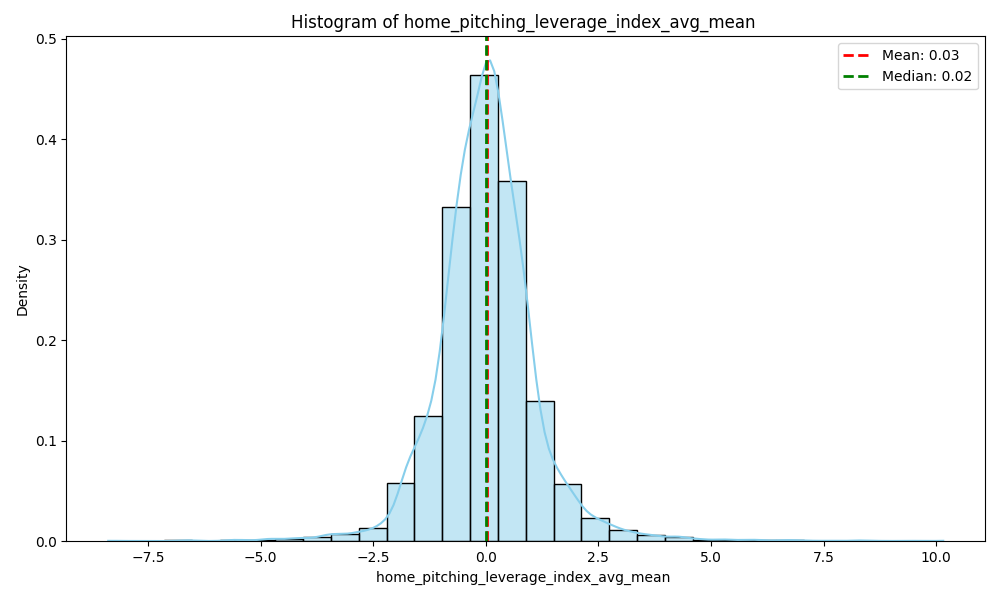 Histogram of home_pitching_leverage_index_avg_mean
Mean: 0.03
Median: 0.02
0.5
0.4
0.3
0.2
0.1
0.0
Density
−7.5
−5.0
−2.5
0.0
2.5
5.0
7.5
10.0
home_pitching_leverage_index_avg_mean